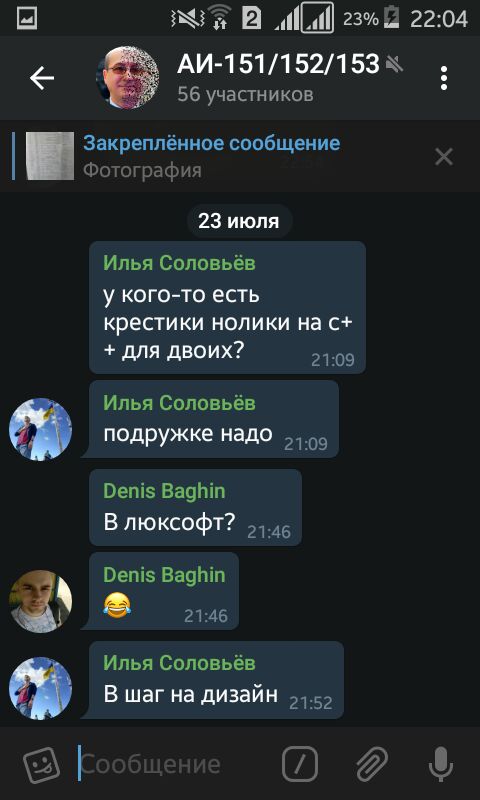 2 23% 22:04
АИ-151/152/153
56 участников
Закреплённое сообщение
Фотография
23 июля
Илья Соловьёв
у кого-то есть
крестики нолики на с+
+ для двоих?
21:09
Илья Соловьёв
подружке надо 21:09
Denis Baghin
В люксофт? 21:46
Denis Baghin
😂 21:46
Илья Соловьёв
В шаг на дизайн 21:52
Сообщение